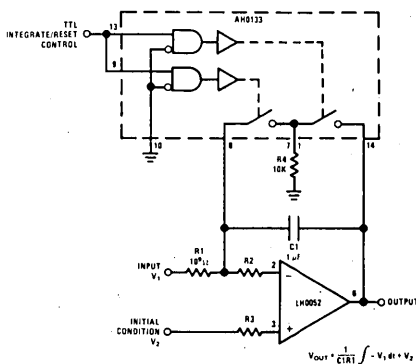 AH0133
TTL
INTEGRATE/RESET
CONTROL
13
9
10
8
7
1
14
R4
10K
C1
1 µF
INPUT
V1
R1
R2
2
−
LH0052
6
OUTPUT
INITIAL
CONDITION
V2
R3
3
+
VOUT = 1/C1R1 ∫ - V1 dt + V2